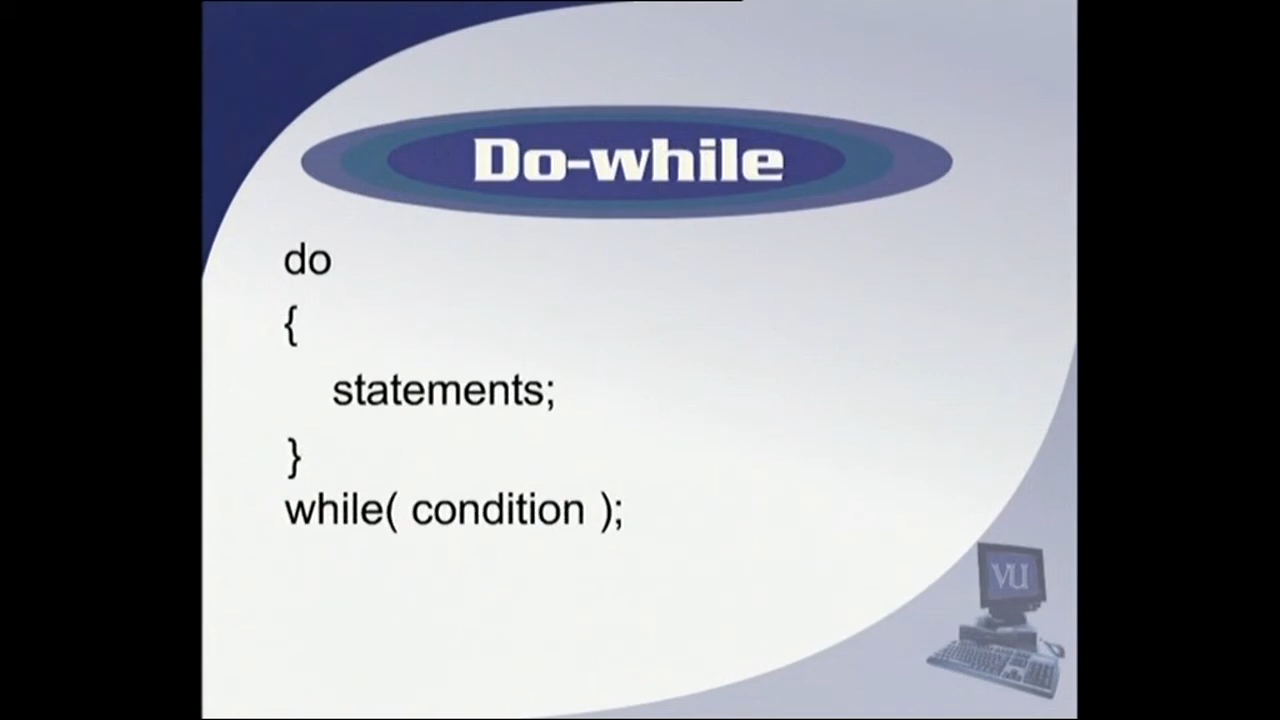 Do-while
do
{
statements;
}
while( condition );
VU